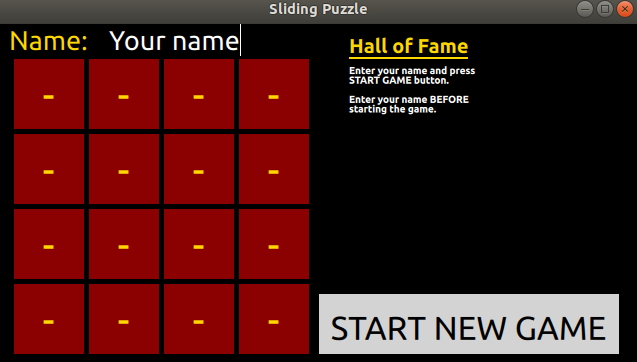 Sliding Puzzle
Name: Your name
Hall of Fame
Enter your name and press
START GAME button.
Enter your name BEFORE
starting the game.
- - - -
- - - -
- - - -
- - - -
START NEW GAME